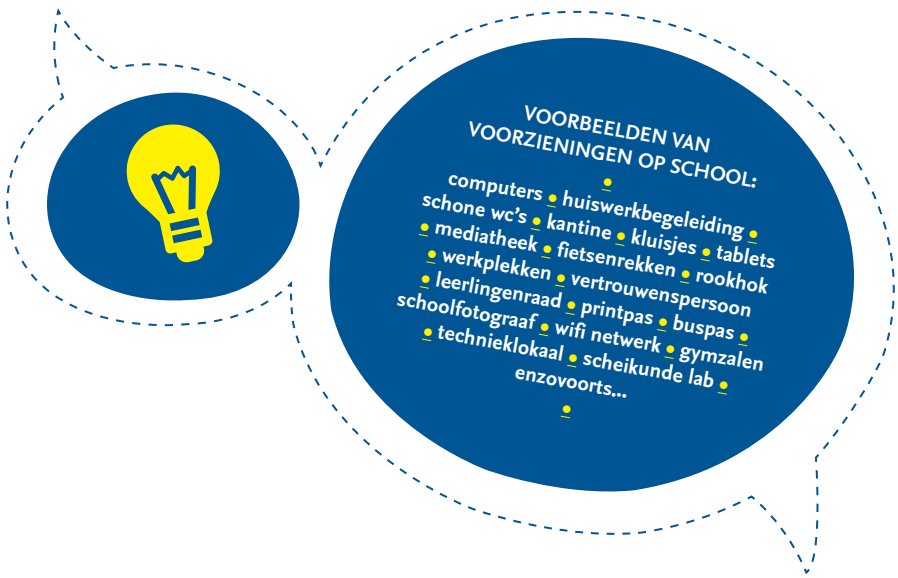 VOORBEELDEN VAN
VOORZIENINGEN OP SCHOOL:
•
computers • huiswerkbegeleiding •
schone wc's • kantine • kluisjes • tablets
• mediatheek • fietsenrekken • rookhok
• werkplekken • vertrouwenspersoon
• leerlingenraad • printpas • buspas •
schoolfotograaf • wifi netwerk • gymzalen
• technieklokaal • scheikunde lab •
enzovoorts...
•